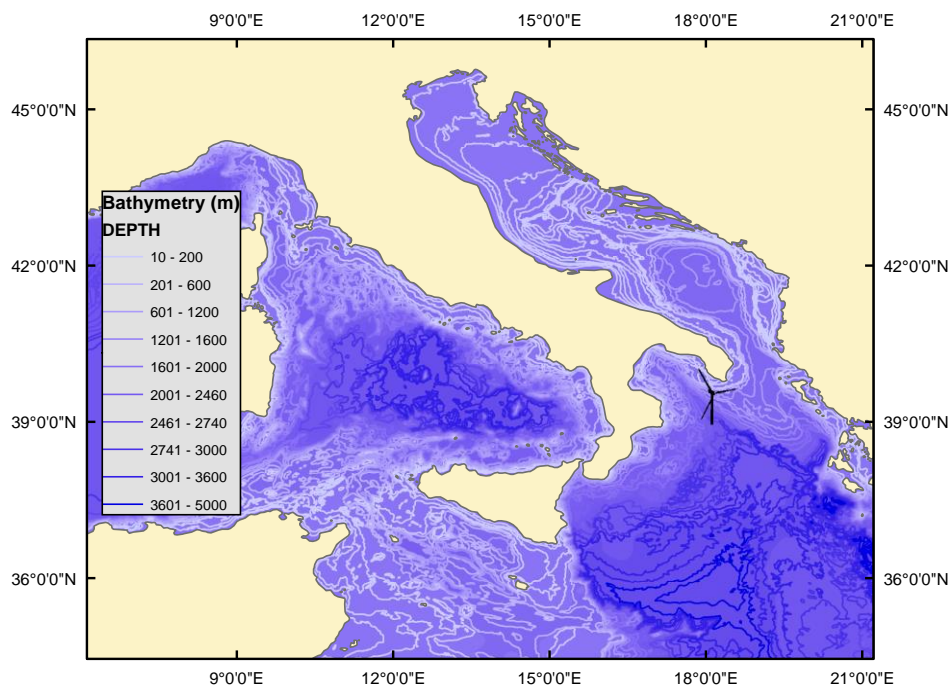 9°0'0"E 12°0'0"E 15°0'0"E 18°0'0"E 21°0'0"E
45°0'0"N 45°0'0"N
Bathymetry (m)
DEPTH
10 - 200
42°0'0"N 42°0'0"N
201 - 600
601 - 1200
1201 - 1600
1601 - 2000
2001 - 2460
39°0'0"N 39°0'0"N
2461 - 2740
2741 - 3000
3001 - 3600
3601 - 5000
36°0'0"N 36°0'0"N
9°0'0"E 12°0'0"E 15°0'0"E 18°0'0"E 21°0'0"E